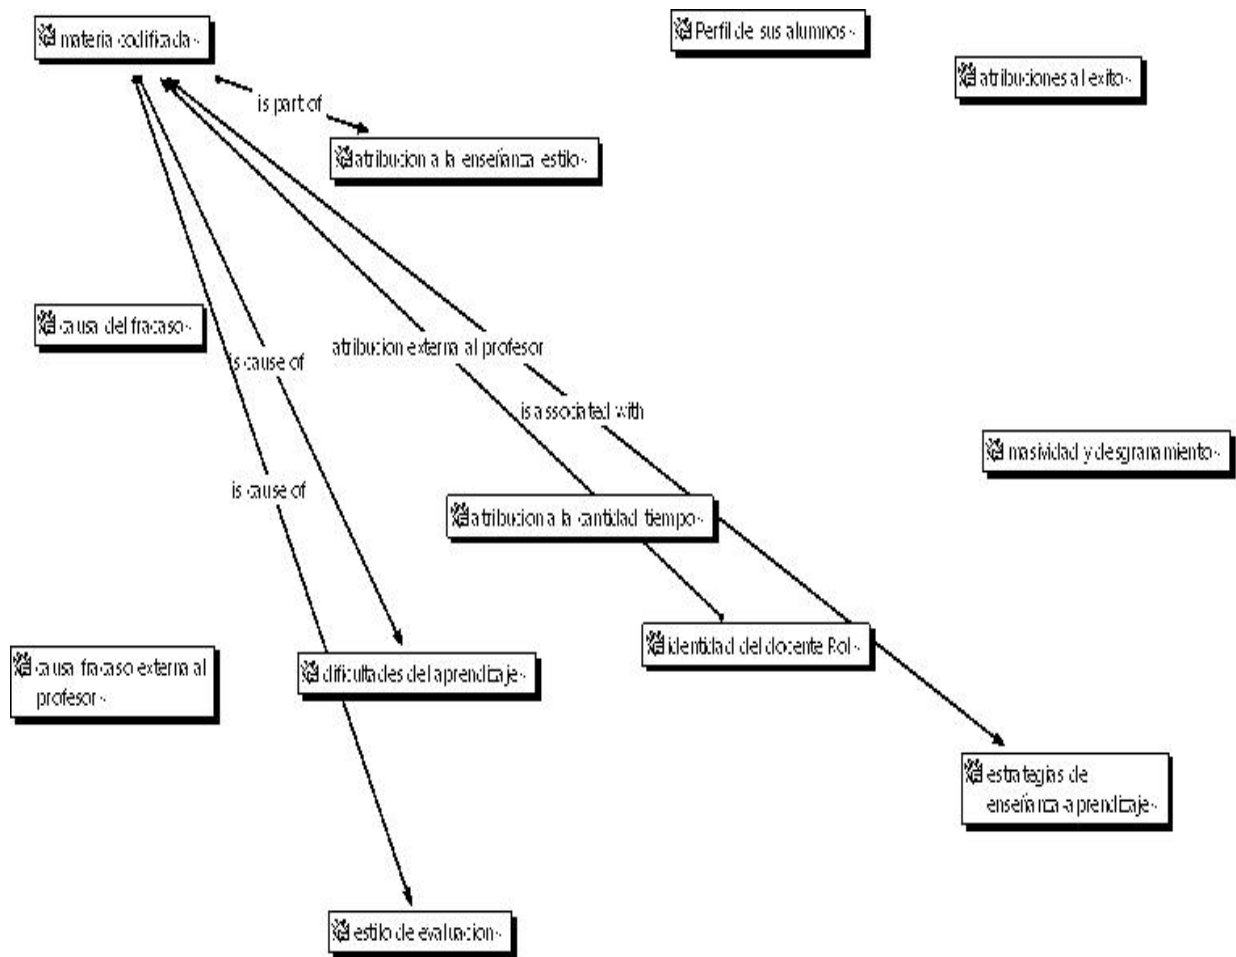 materia codificada~
Perfil de sus alumnos~
atribuciones al exito~
is part of
atribucion a la enseñanza estilo~
causa del fracaso~
atribucion externa al profesor
is cause of
is associated with
masividad y desgranamiento~
is cause of
atribucion a la cantidad tiempo~
identidad del docente Rol~
causa fracaso externa al
profesor~
dificultades del aprendizaje~
estrategias de
enseñanza-aprendizaje~
estilo de evaluacion~